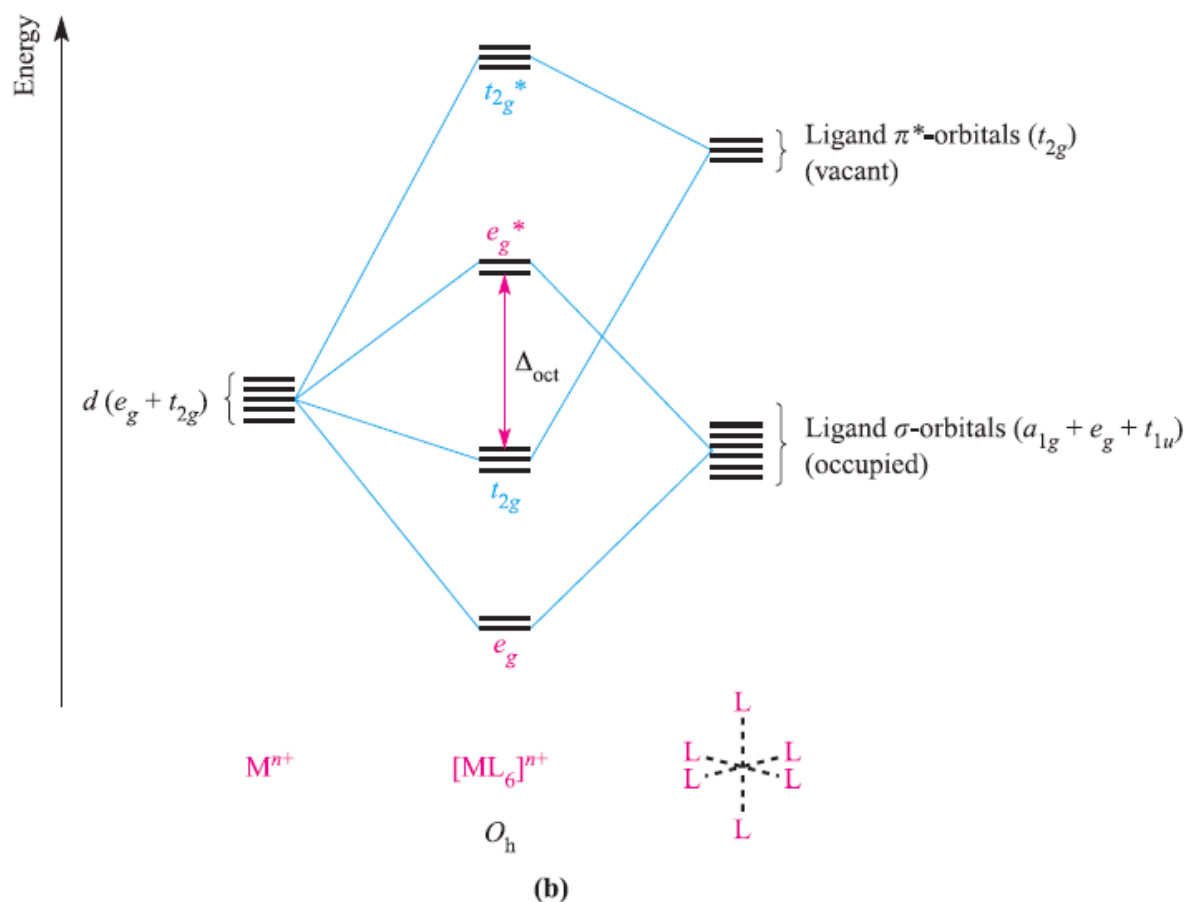 Energy
t₂g*
Ligand π*-orbitals (t₂g)
(vacant)
eg*
Δoct
d (eg + t₂g)
Ligand σ-orbitals (a₁g + eg + t₁u)
(occupied)
t₂g
eg
L
Mⁿ⁺
[ML₆]ⁿ⁺
L L
L L
L
Oh
(b)